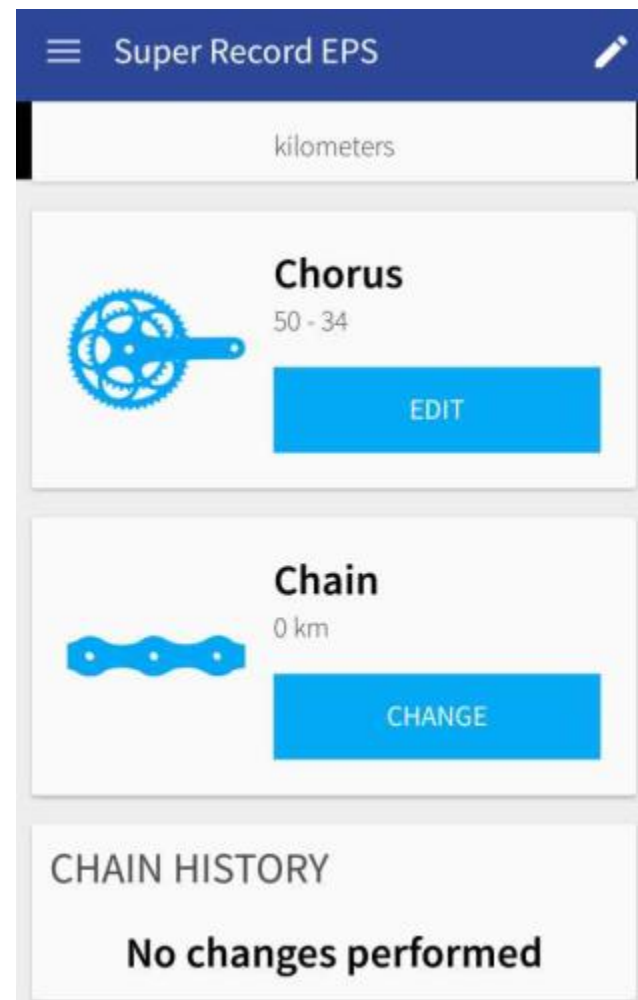 Super Record EPS
kilometers
Chorus
50 - 34
EDIT
Chain
0 km
CHANGE
CHAIN HISTORY
No changes performed